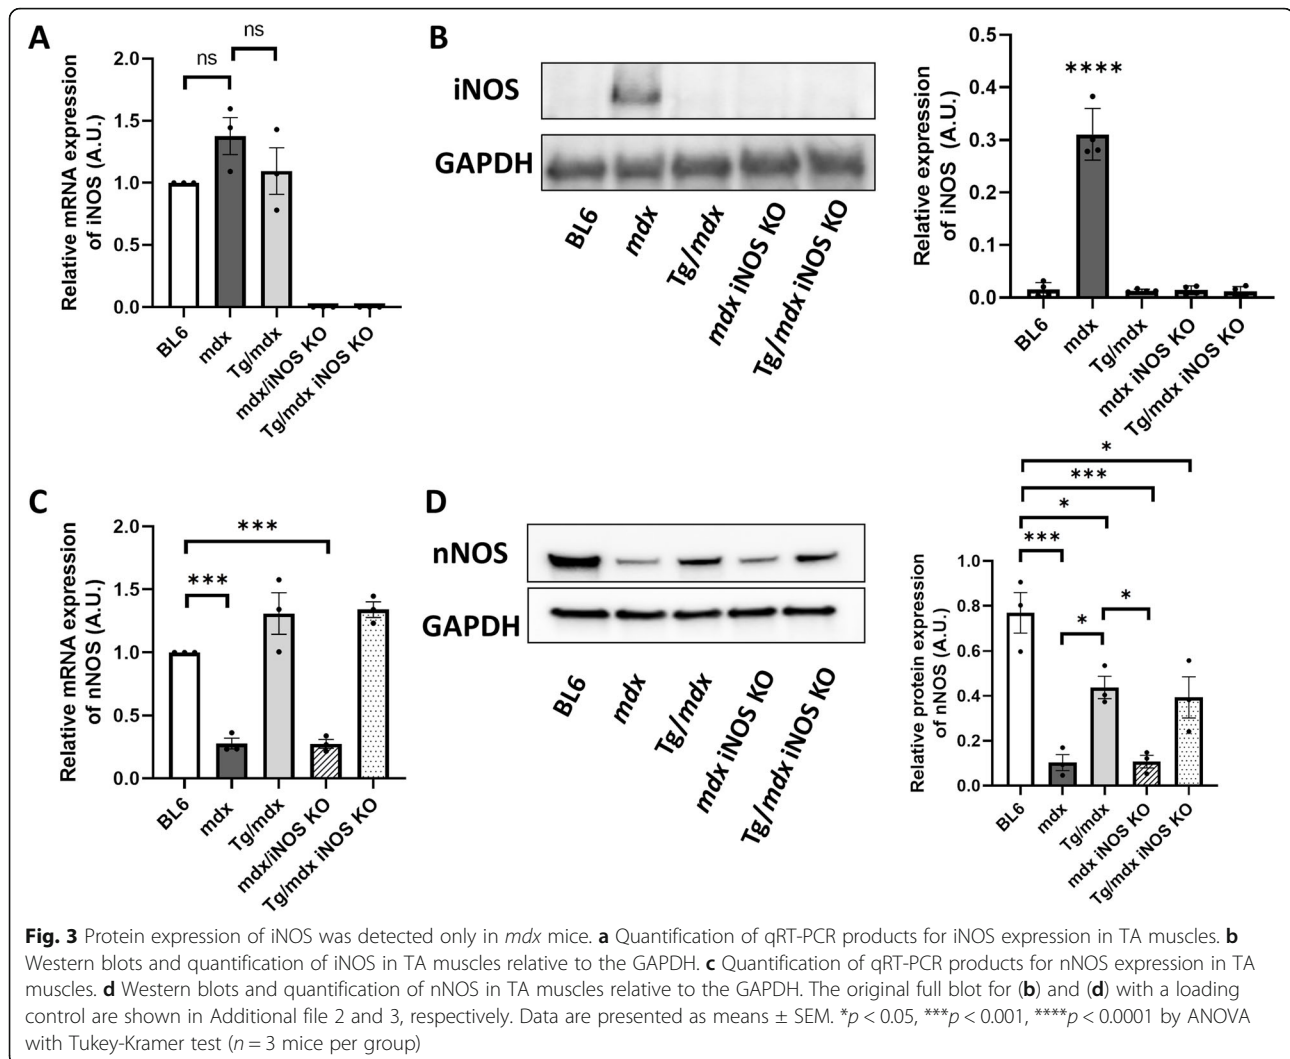 A
Relative mRNA expression
of iNOS (A.U.)
2.0
1.5
1.0
0.5
0.0
ns
ns
BL6
mdx
Tg/mdx
mdx/iNOS KO
Tg/mdx iNOS KO
B
iNOS
GAPDH
BL6
mdx
Tg/mdx
mdx iNOS KO
Tg/mdx iNOS KO
Relative expression
of iNOS (A.U.)
0.5
0.4
0.3
0.2
0.1
0.0
****
BL6
mdx
Tg/mdx
mdx iNOS KO
Tg/mdx iNOS KO
C
Relative mRNA expression
of nNOS (A.U.)
2.0
1.5
1.0
0.5
0.0
***
***
BL6
mdx
Tg/mdx
mdx/iNOS KO
Tg/mdx iNOS KO
D
nNOS
GAPDH
BL6
mdx
Tg/mdx
mdx iNOS KO
Tg/mdx iNOS KO
Relative protein expression
of nNOS (A.U.)
1.0
0.8
0.6
0.4
0.2
0.0
*
***
*
***
*
*
BL6
mdx
Tg/mdx
mdx iNOS KO
Tg/mdx iNOS KO
Fig. 3 Protein expression of iNOS was detected only in mdx mice. a Quantification of qRT-PCR products for iNOS expression in TA muscles. b
Western blots and quantification of iNOS in TA muscles relative to the GAPDH. c Quantification of qRT-PCR products for nNOS expression in TA
muscles. d Western blots and quantification of nNOS in TA muscles relative to the GAPDH. The original full blot for (b) and (d) with a loading
control are shown in Additional file 2 and 3, respectively. Data are presented as means ± SEM. *p < 0.05, ***p < 0.001, ****p < 0.0001 by ANOVA
with Tukey-Kramer test (n = 3 mice per group)